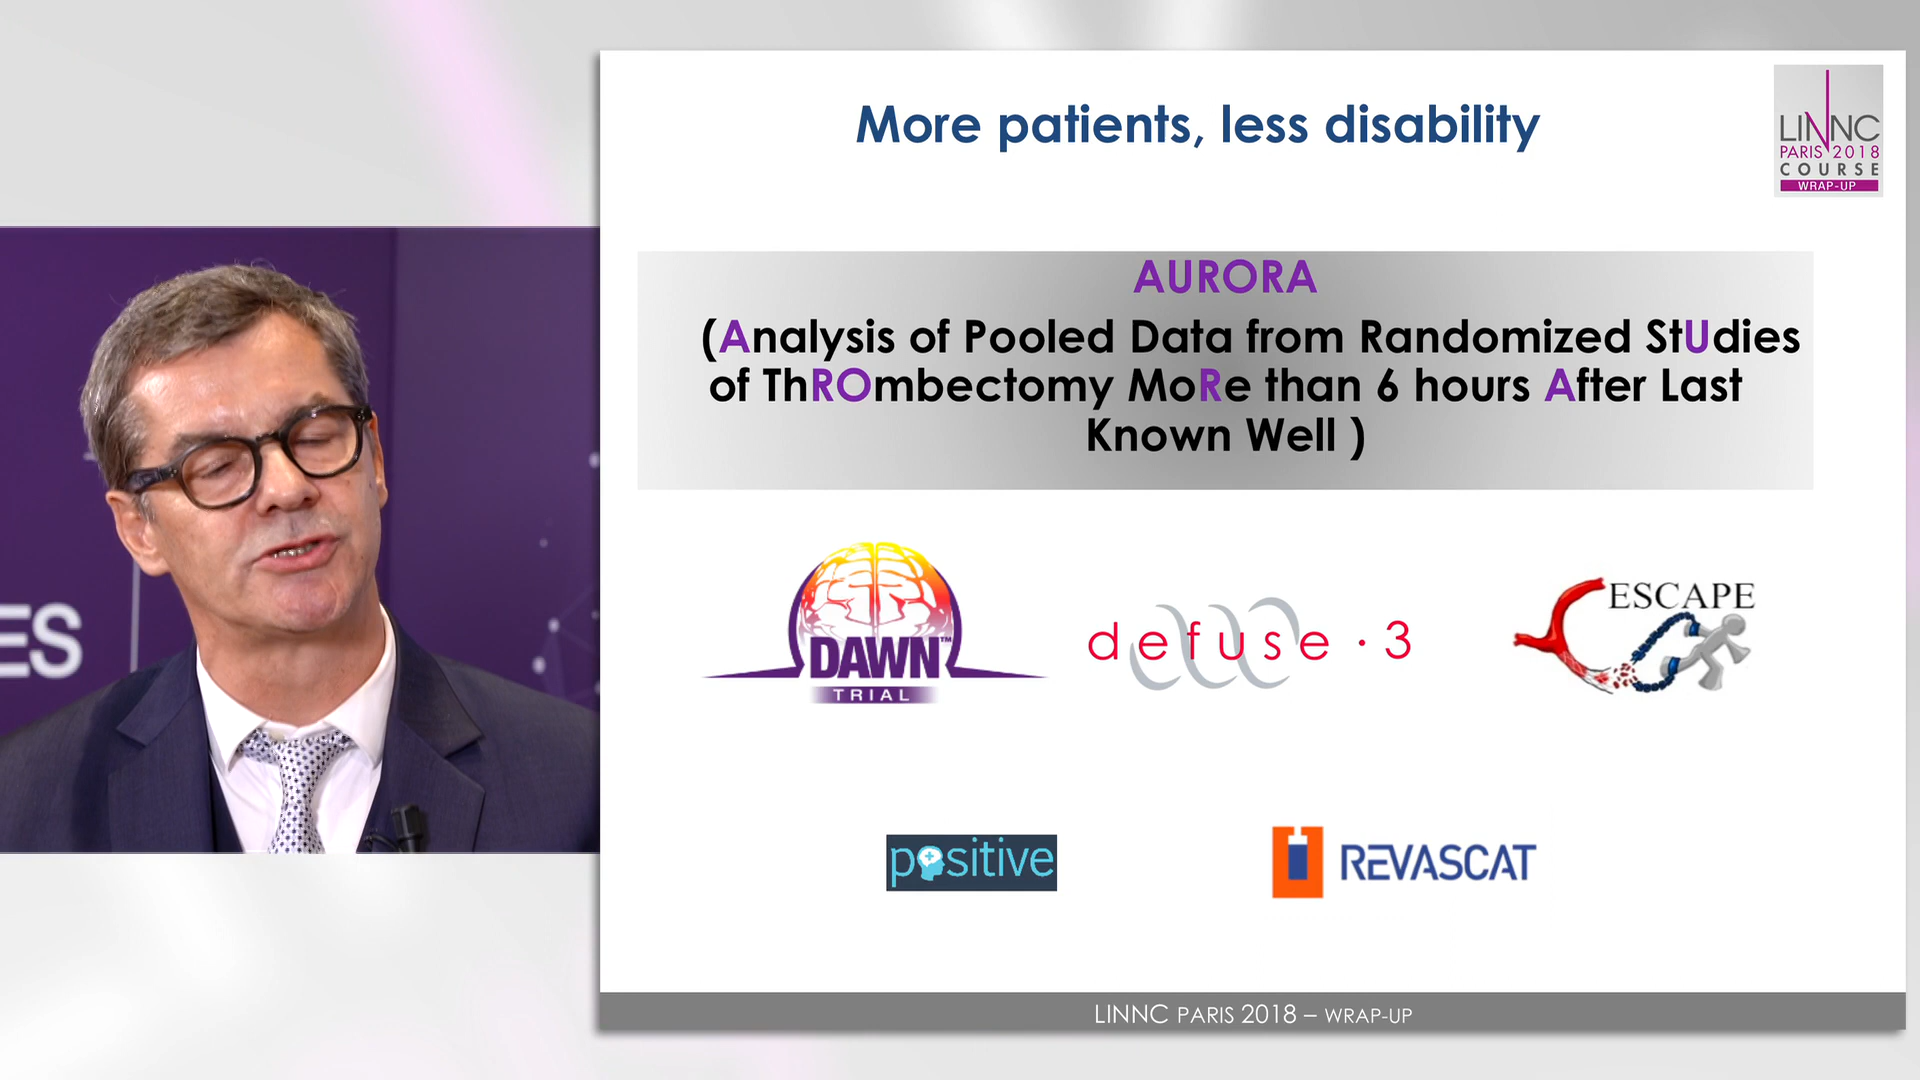 More patients, less disability
LINNC
PARIS 2018
COURSE
WRAP-UP
AURORA
(Analysis of Pooled Data from Randomized StUdies
of ThROmbectomy MoRe than 6 hours After Last
Known Well )
ES
DAWN™
TRIAL
defuse · 3
ESCAPE
positive
REVASCAT
LINNC PARIS 2018 – WRAP-UP